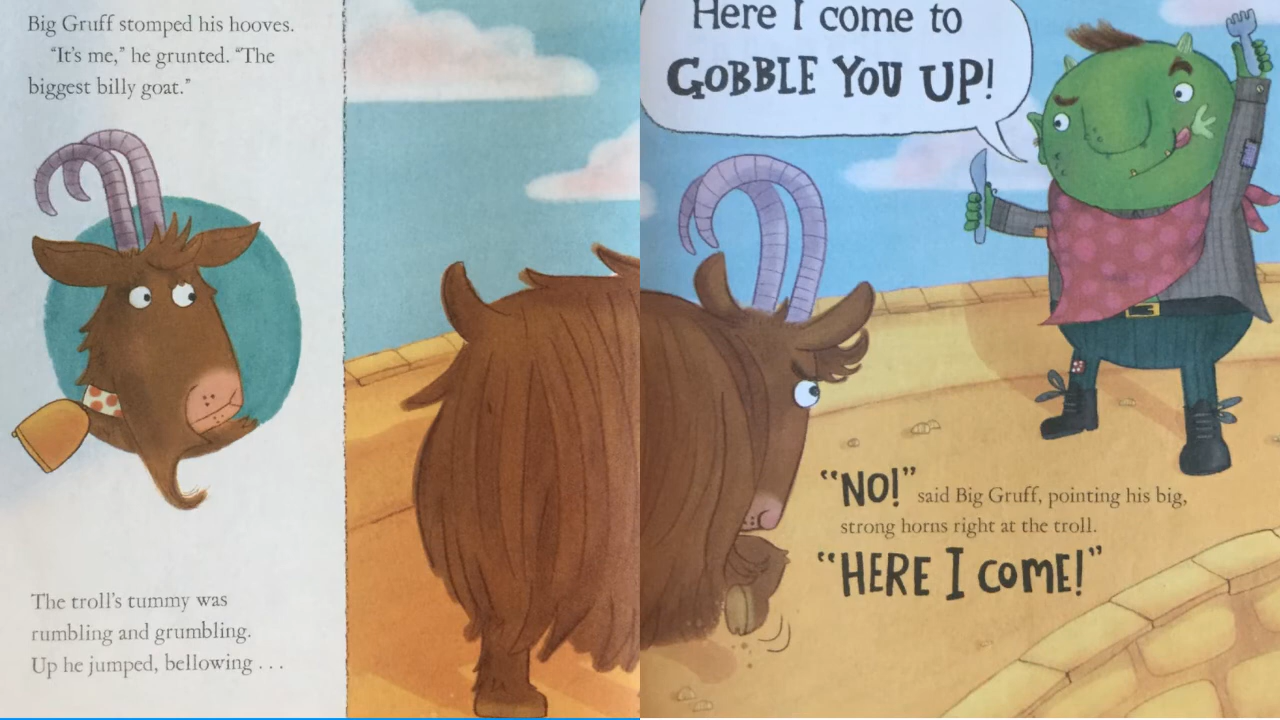 Big Gruff stomped his hooves.
“It’s me,” he grunted. “The
biggest billy goat.”
The troll’s tummy was
rumbling and grumbling.
Up he jumped, bellowing . . .
Here I come to
GOBBLE YOU UP!
“NO!” said Big Gruff, pointing his big,
strong horns right at the troll.
“HERE I COME!”